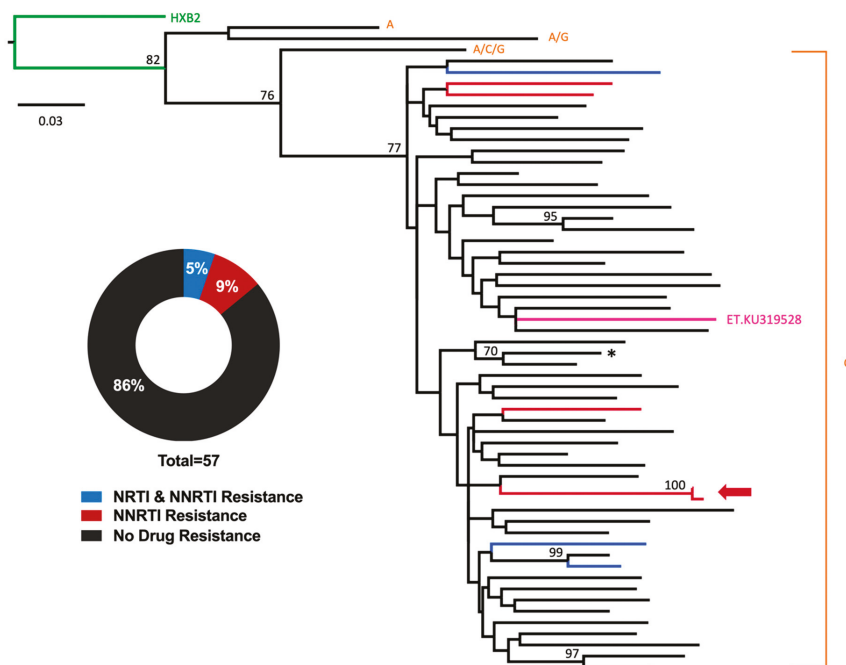 HXB2
A
A/G
82
A/C/G
76
0.03
77
95
5%
9%
ET.KU319528
70
*
86%
Total=57
100
NRTI & NNRTI Resistance
NNRTI Resistance
No Drug Resistance
99
97